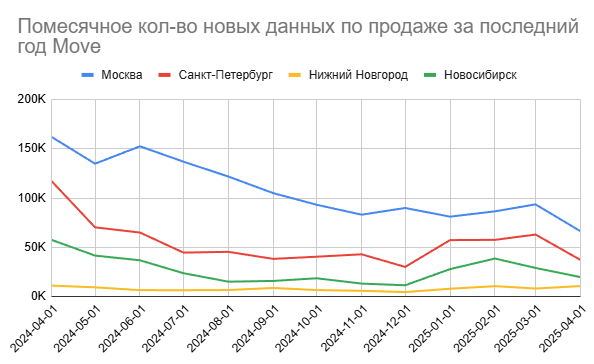 Помесячное кол-во новых данных по продаже за последний
год Move
Москва Санкт-Петербург Нижний Новгород Новосибирск
200K
150K
100K
50K
0K
2024-04-01 2024-05-01 2024-06-01 2024-07-01 2024-08-01 2024-09-01 2024-10-01 2024-11-01 2024-12-01 2025-01-01 2025-02-01 2025-03-01 2025-04-01